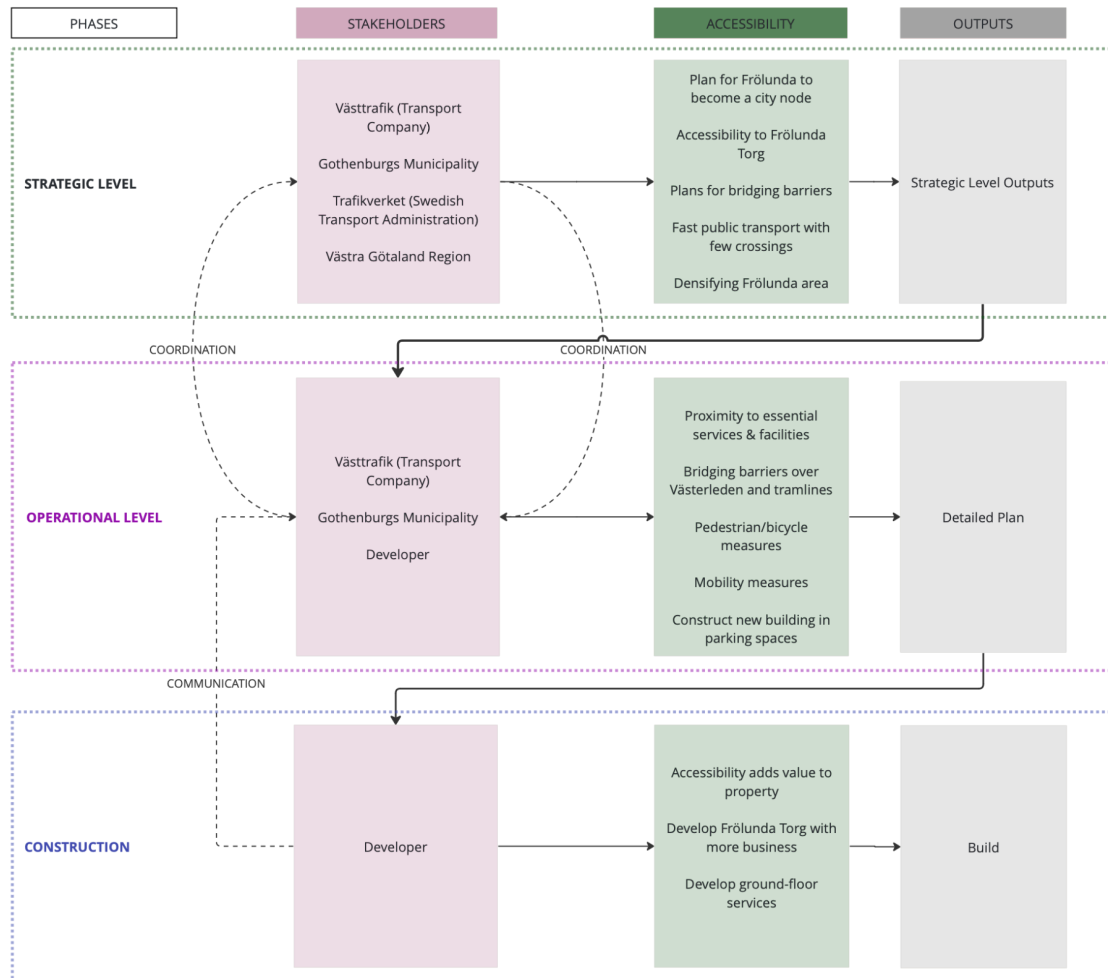 PHASES
STAKEHOLDERS
ACCESSIBILITY
OUTPUTS
STRATEGIC LEVEL
Västtrafik (Transport
Company)
Gothenburgs Municipality
Trafikverket (Swedish
Transport Administration)
Västra Götaland Region
Plan for Frölunda to
become a city node
Accessibility to Frölunda
Torg
Plans for bridging barriers
Fast public transport with
few crossings
Densifying Frölunda area
Strategic Level Outputs
COORDINATION
COORDINATION
OPERATIONAL LEVEL
Västtrafik (Transport
Company)
Gothenburgs Municipality
Developer
Proximity to essential
services & facilities
Bridging barriers over
Västerleden and tramlines
Pedestrian/bicycle
measures
Mobility measures
Construct new building in
parking spaces
Detailed Plan
COMMUNICATION
CONSTRUCTION
Developer
Accessibility adds value to
property
Develop Frölunda Torg with
more business
Develop ground-floor
services
Build